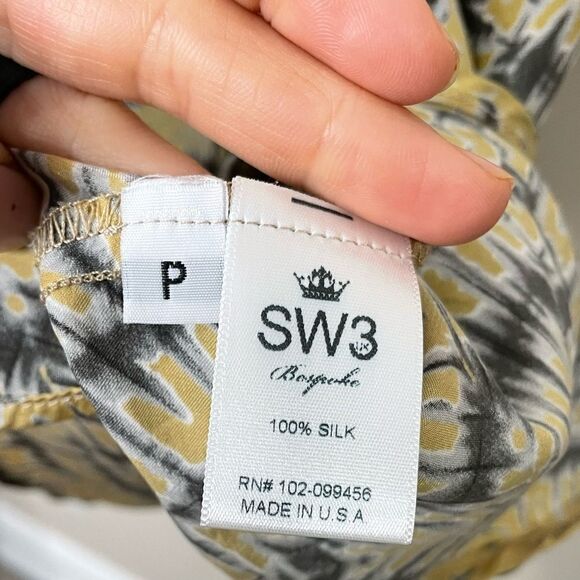 P
SW3
UK
Bespoke
100% SILK
RN# 102-099456
MADE IN U.S.A